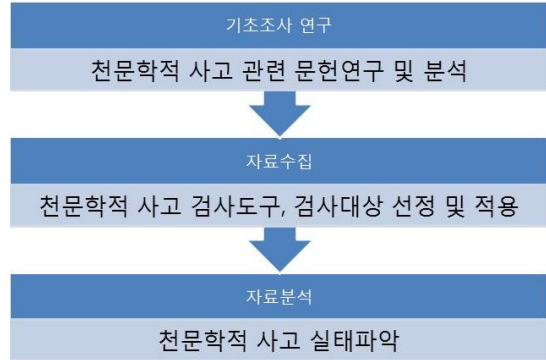 기초조사 연구
천문학적 사고 관련 문헌연구 및 분석
자료수집
천문학적 사고 검사도구, 검사대상 선정 및 적용
자료분석
천문학적 사고 실태파악